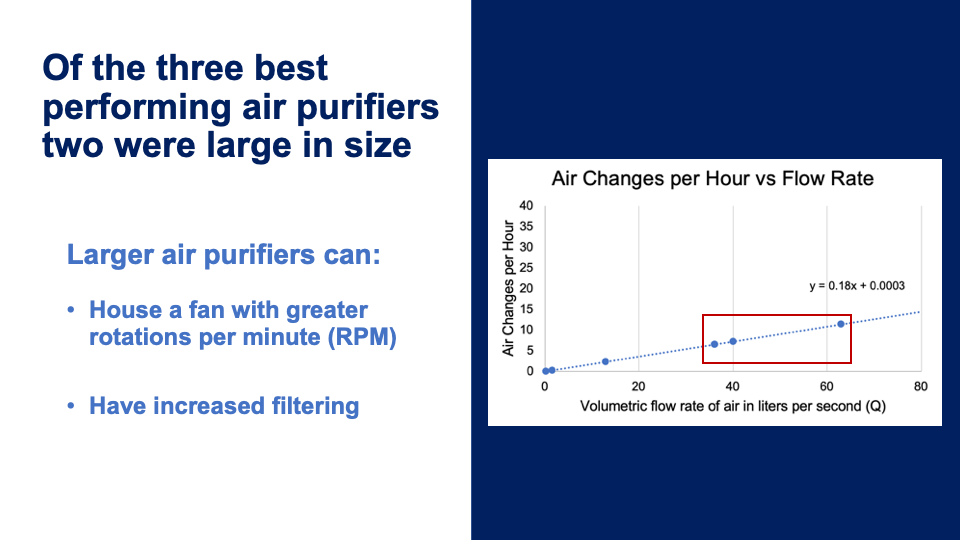 Of the three best
performing air purifiers
two were large in size
Larger air purifiers can:
• House a fan with greater
rotations per minute (RPM)
• Have increased filtering
Air Changes per Hour vs Flow Rate
Air Changes per Hour
40
35
30
25
20
15
10
5
0
y = 0.18x + 0.0003
0 20 40 60 80
Volumetric flow rate of air in liters per second (Q)